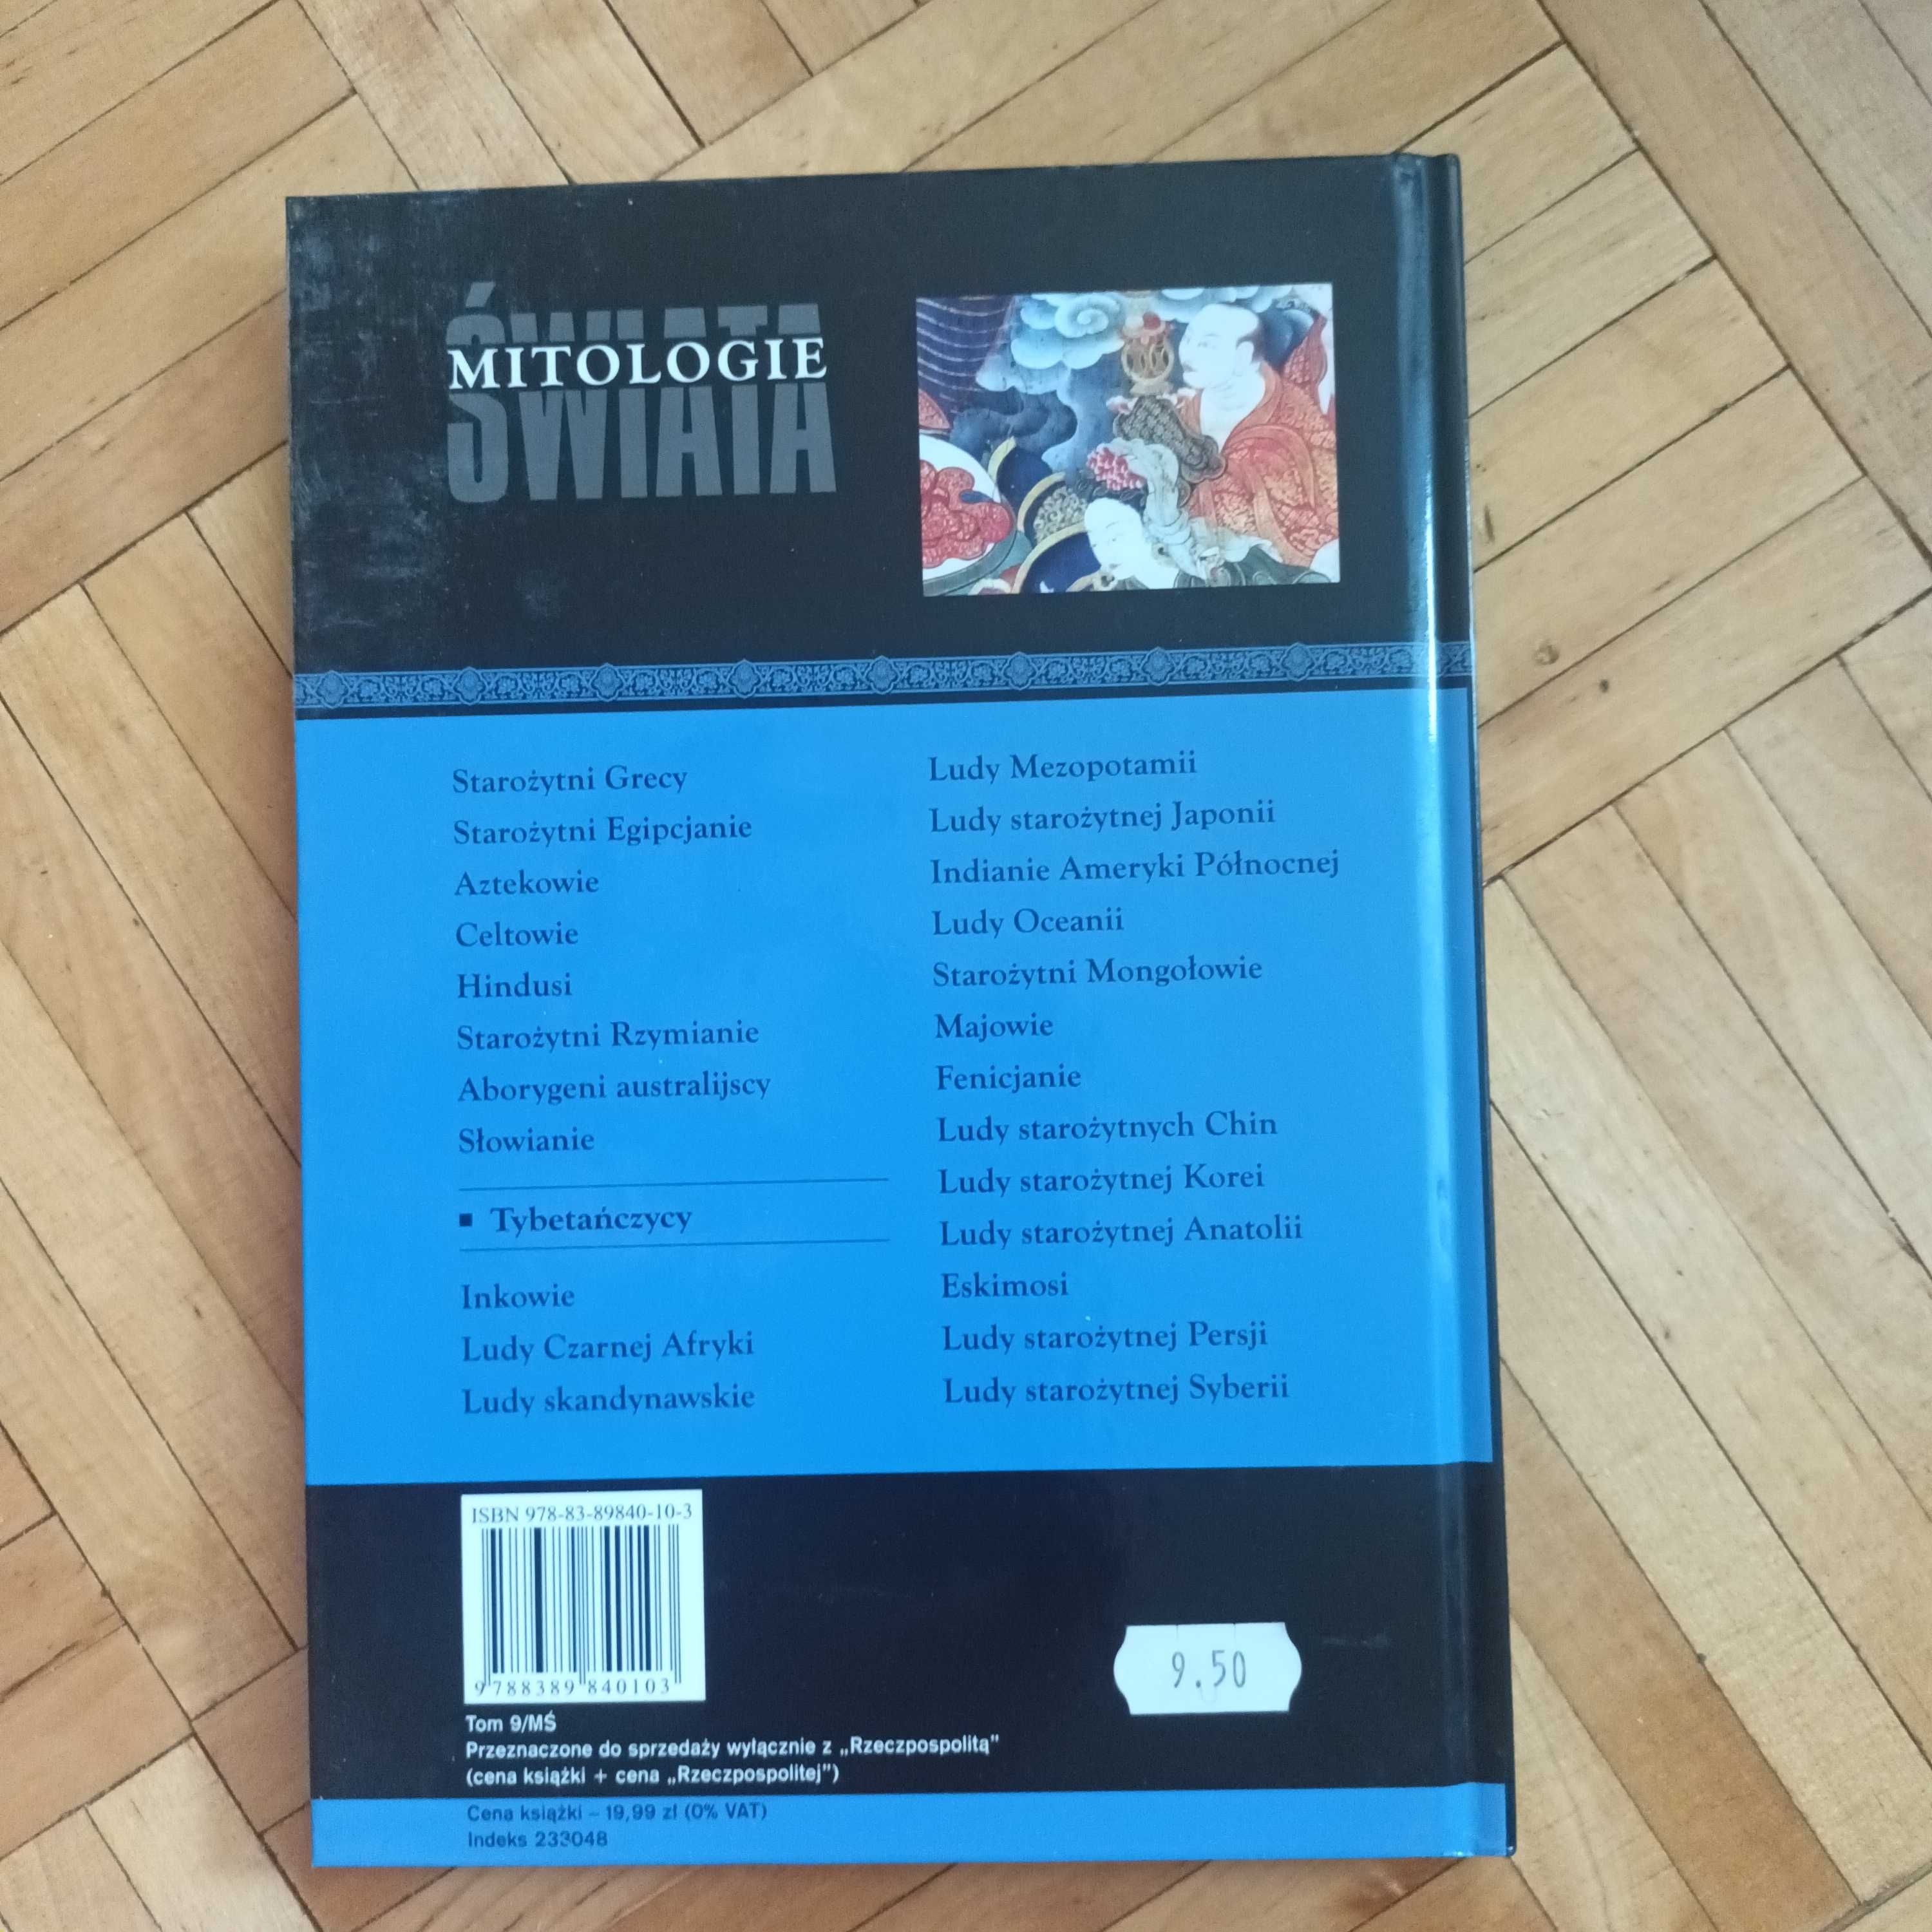 MITOLOGIE
ŚWIATA
Starożytni Grecy
Starożytni Egipcjanie
Aztekowie
Celtowie
Hindusi
Starożytni Rzymianie
Aborygeni australijscy
Słowianie
▪ Tybetańczycy
Inkowie
Ludy Czarnej Afryki
Ludy skandynawskie
Ludy Mezopotamii
Ludy starożytnej Japonii
Indianie Ameryki Północnej
Ludy Oceanii
Starożytni Mongołowie
Majowie
Fenicjanie
Ludy starożytnych Chin
Ludy starożytnej Korei
Ludy starożytnej Anatolii
Eskimosi
Ludy starożytnej Persji
Ludy starożytnej Syberii
ISBN 978-83-89840-10-3
9 788389 840103
9.50
Tom 9/MŚ
Przeznaczone do sprzedaży wyłącznie z „Rzeczpospolitą”
(cena książki + cena „Rzeczpospolitej”)
Cena książki – 19,99 zł (0% VAT)
Indeks 233048